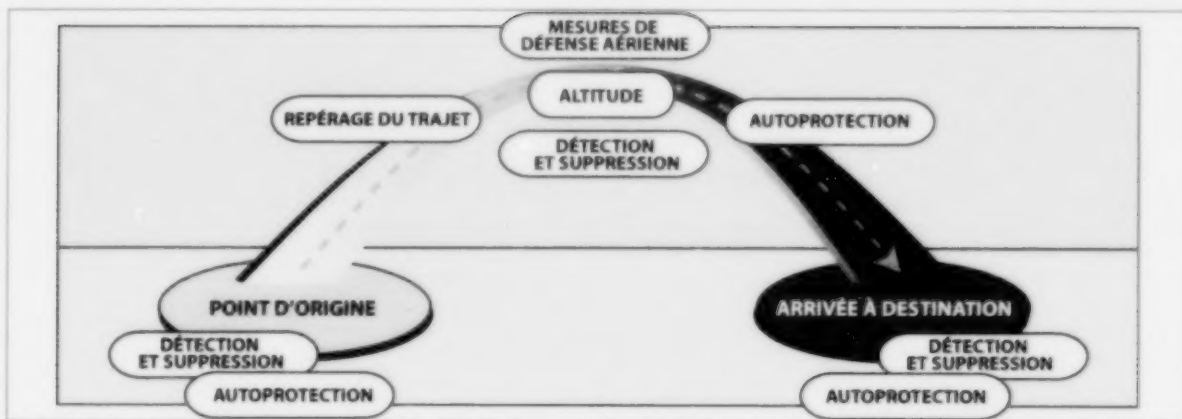 MESURES DE
DÉFENSE AÉRIENNE
ALTITUDE
REPÉRAGE DU TRAJET
AUTOPROTECTION
DÉTECTION
ET SUPPRESSION
POINT D'ORIGINE
ARRIVÉE À DESTINATION
DÉTECTION
ET SUPPRESSION
DÉTECTION
ET SUPPRESSION
AUTOPROTECTION
AUTOPROTECTION